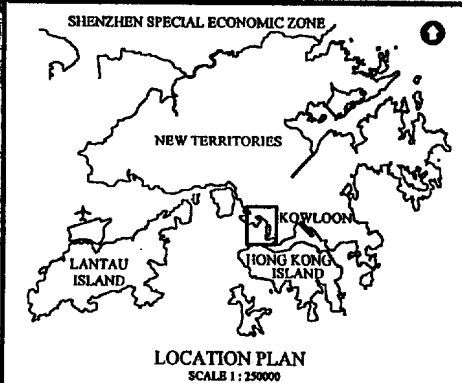 SHENZHEN SPECIAL ECONOMIC ZONE
NEW TERRITORIES
KOWLOON
LANTAU
ISLAND
HONG KONG
ISLAND
LOCATION PLAN
SCALE 1 : 250000